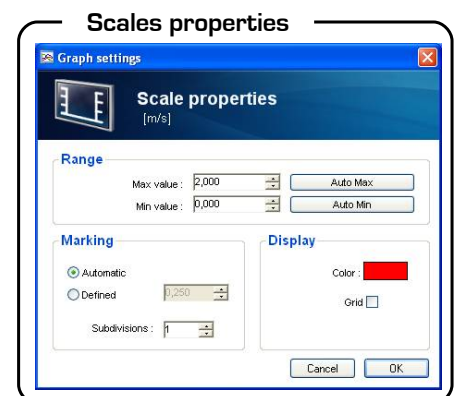 Scales properties
Graph settings
Scale properties
[m/s]
Range
Max value : 2,000 Auto Max
Min value : 0,000 Auto Min
Marking
Automatic
Defined 0,250
Subdivisions : 1
Display
Color :
Grid
Cancel OK